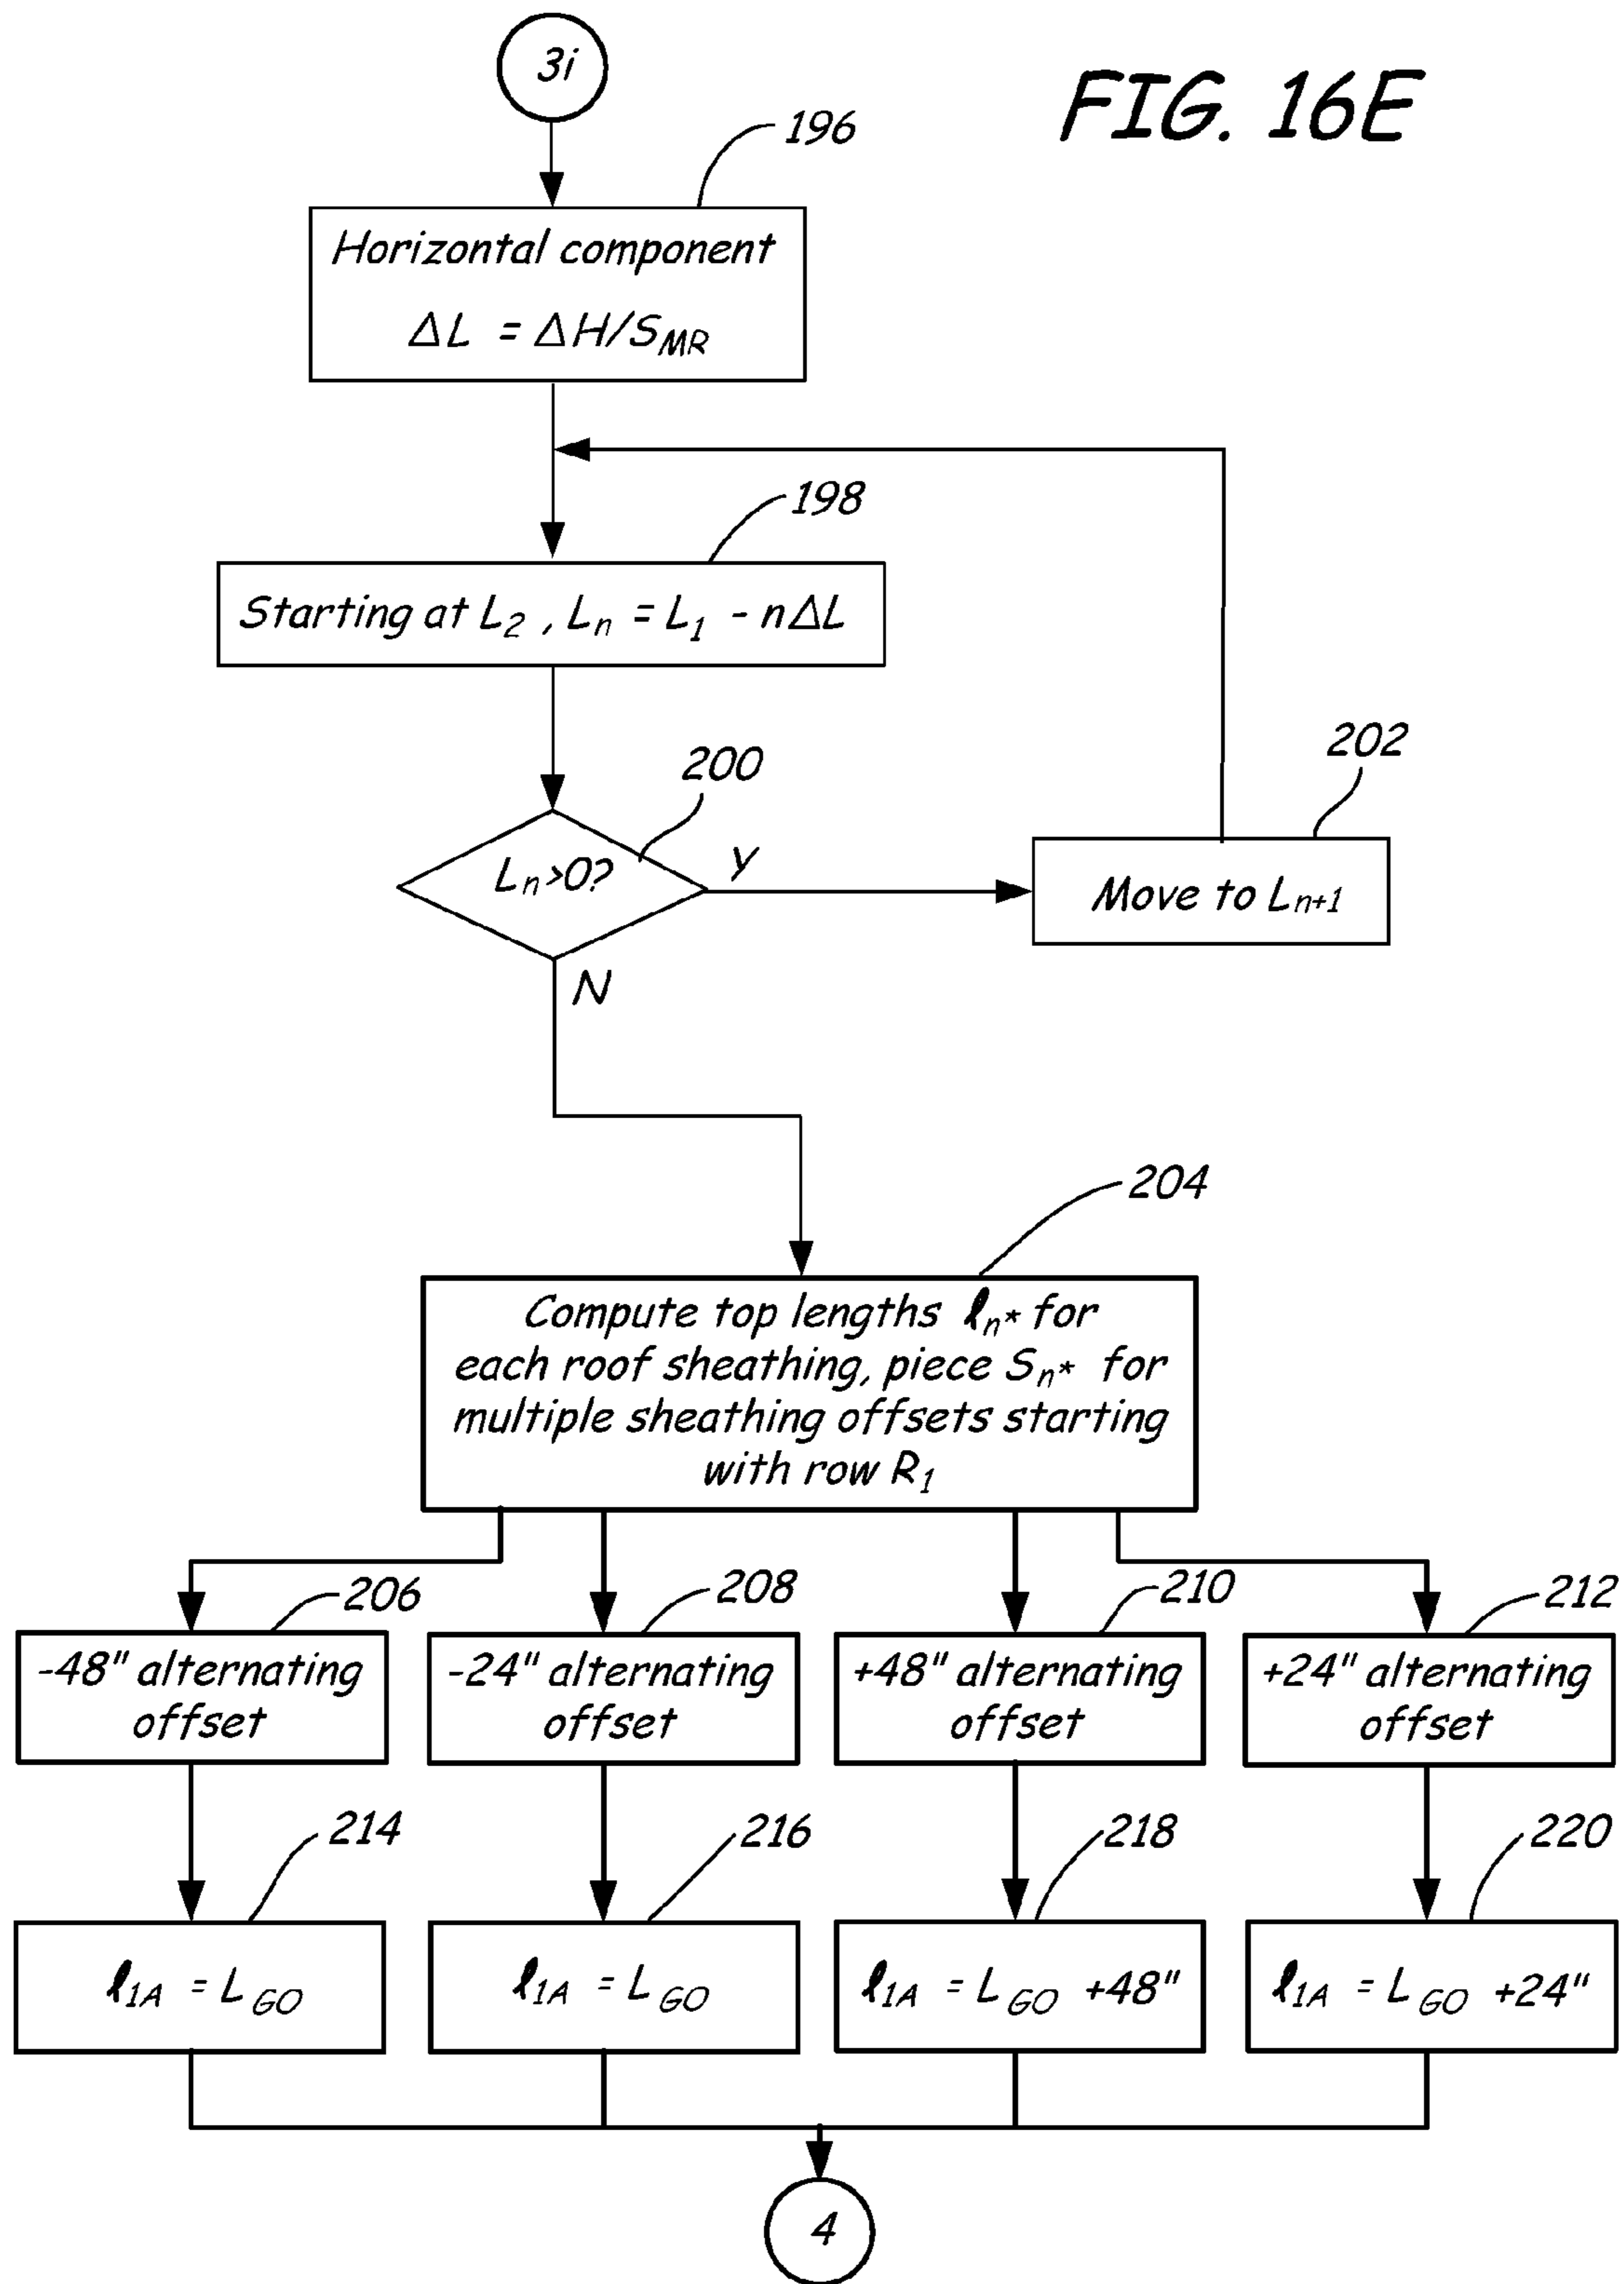 3i
FIG. 16E
196
Horizontal component
ΔL = ΔH/S_MR
198
Starting at L_2 , L_n = L_1 - nΔL
200
202
L_n >0?
Y
Move to L_n+1
N
204
Compute top lengths ℓ_n* for
each roof sheathing, piece S_n* for
multiple sheathing offsets starting
with row R_1
206
208
210
212
-48" alternating
offset
-24" alternating
offset
+48" alternating
offset
+24" alternating
offset
214
216
218
220
ℓ_1A = L_GO
ℓ_1A = L_GO
ℓ_1A = L_GO +48"
ℓ_1A = L_GO +24"
4